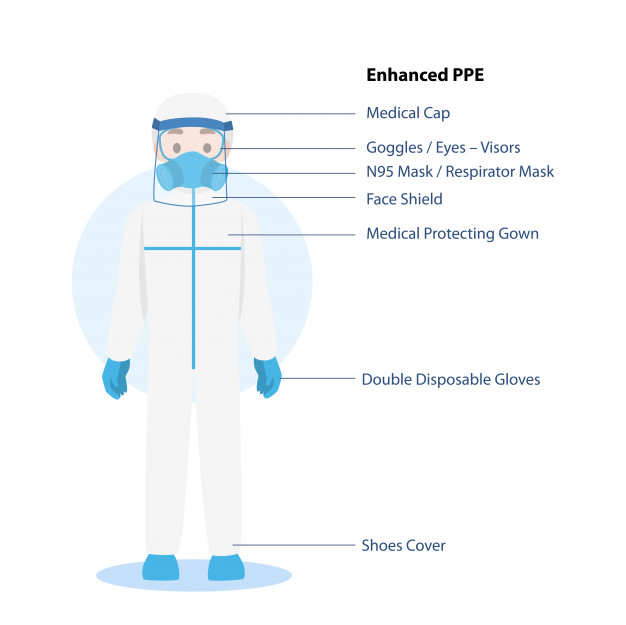 Enhanced PPE
Medical Cap
Goggles / Eyes – Visors
N95 Mask / Respirator Mask
Face Shield
Medical Protecting Gown
Double Disposable Gloves
Shoes Cover